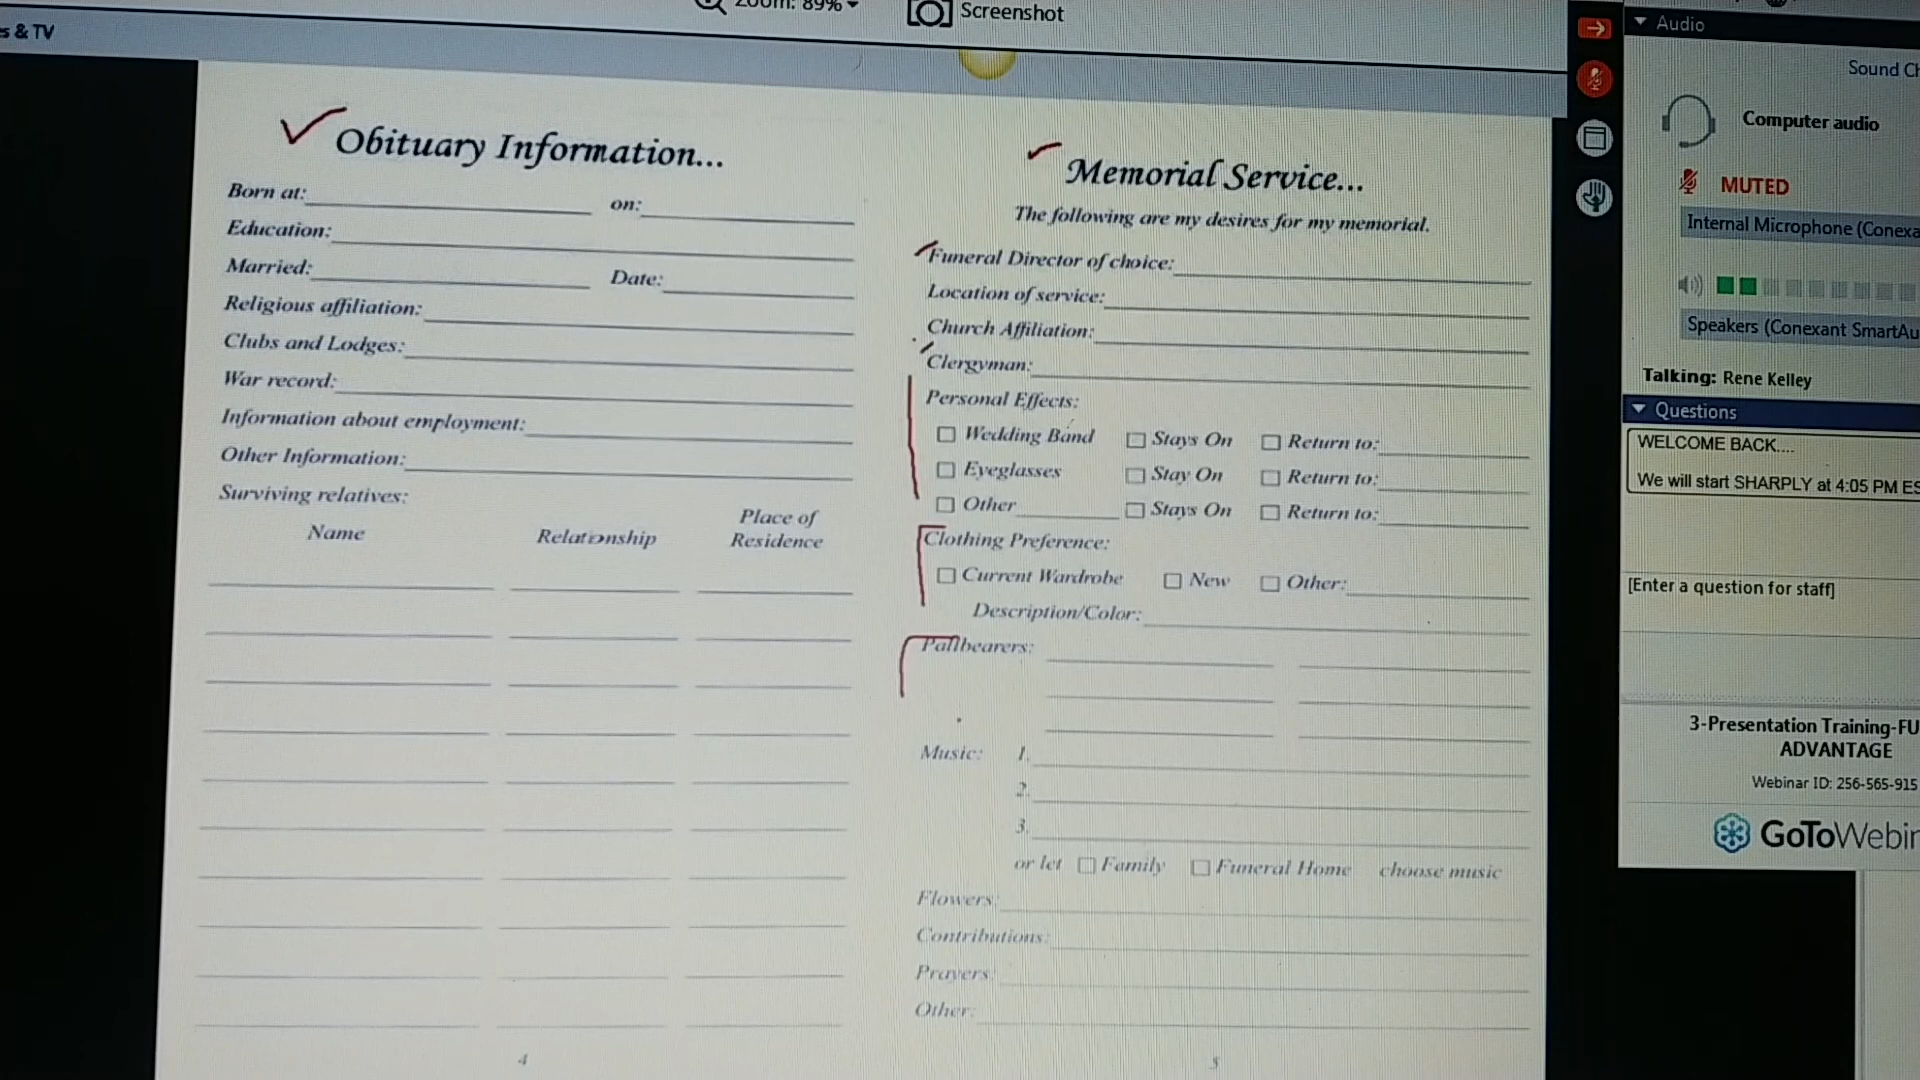 Zoom: 89%
Screenshot
s & TV
Obituary Information...
Born at: on:
Education:
Married: Date:
Religious affiliation:
Clubs and Lodges:
War record:
Information about employment:
Other Information:
Surviving relatives:
Name Relationship Place of Residence
4
Memorial Service...
The following are my desires for my memorial.
Funeral Director of choice:
Location of service:
Church Affiliation:
Clergyman:
Personal Effects:
Wedding Band Stays On Return to:
Eyeglasses Stay On Return to:
Other Stays On Return to:
Clothing Preference:
Current Wardrobe New Other:
Description/Color:
Pallbearers:
Music: 1.
2.
3.
or let Family Funeral Home choose music
Flowers:
Contributions:
Prayers:
Other:
5
Audio
Sound Ch
Computer audio
MUTED
Internal Microphone (Conexa
Speakers (Conexant SmartAu
Talking: Rene Kelley
Questions
WELCOME BACK....
We will start SHARPLY at 4:05 PM ES
[Enter a question for staff]
3-Presentation Training-FU
ADVANTAGE
Webinar ID: 256-565-915
GoToWebin